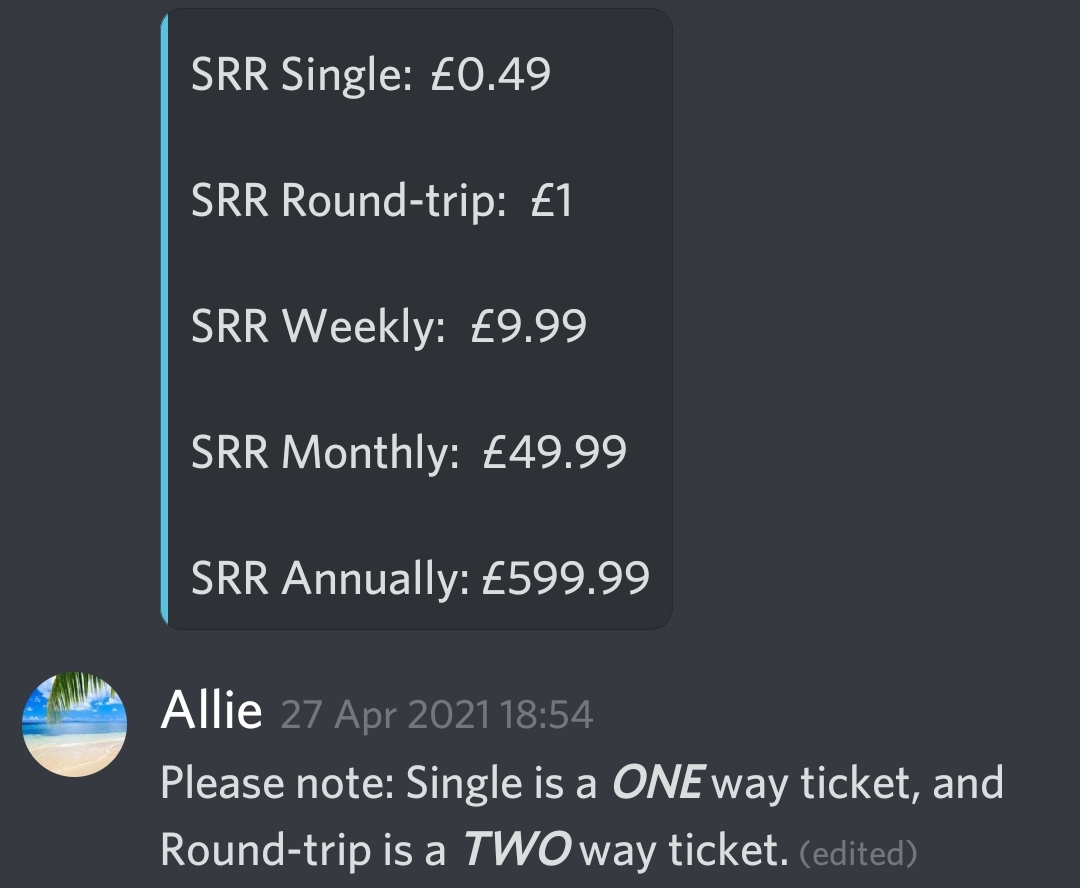 SRR Single: £0.49
SRR Round-trip: £1
SRR Weekly: £9.99
SRR Monthly: £49.99
SRR Annually: £599.99
Allie 27 Apr 2021 18:54
Please note: Single is a ONE way ticket, and
Round-trip is a TWO way ticket. (edited)